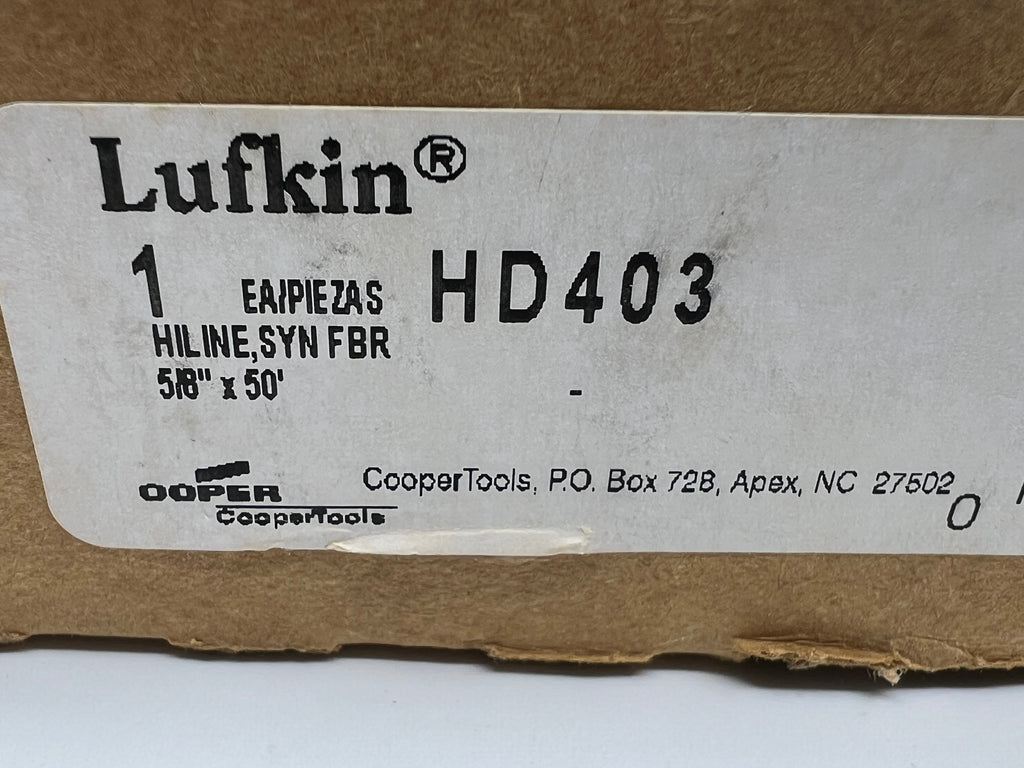 Lufkin®
1 EA/PIEZAS HD403
HILINE,SYN FBR
5/8" x 50' -
COOPER
CooperTools
CooperTools, P.O. Box 728, Apex, NC 27502
O